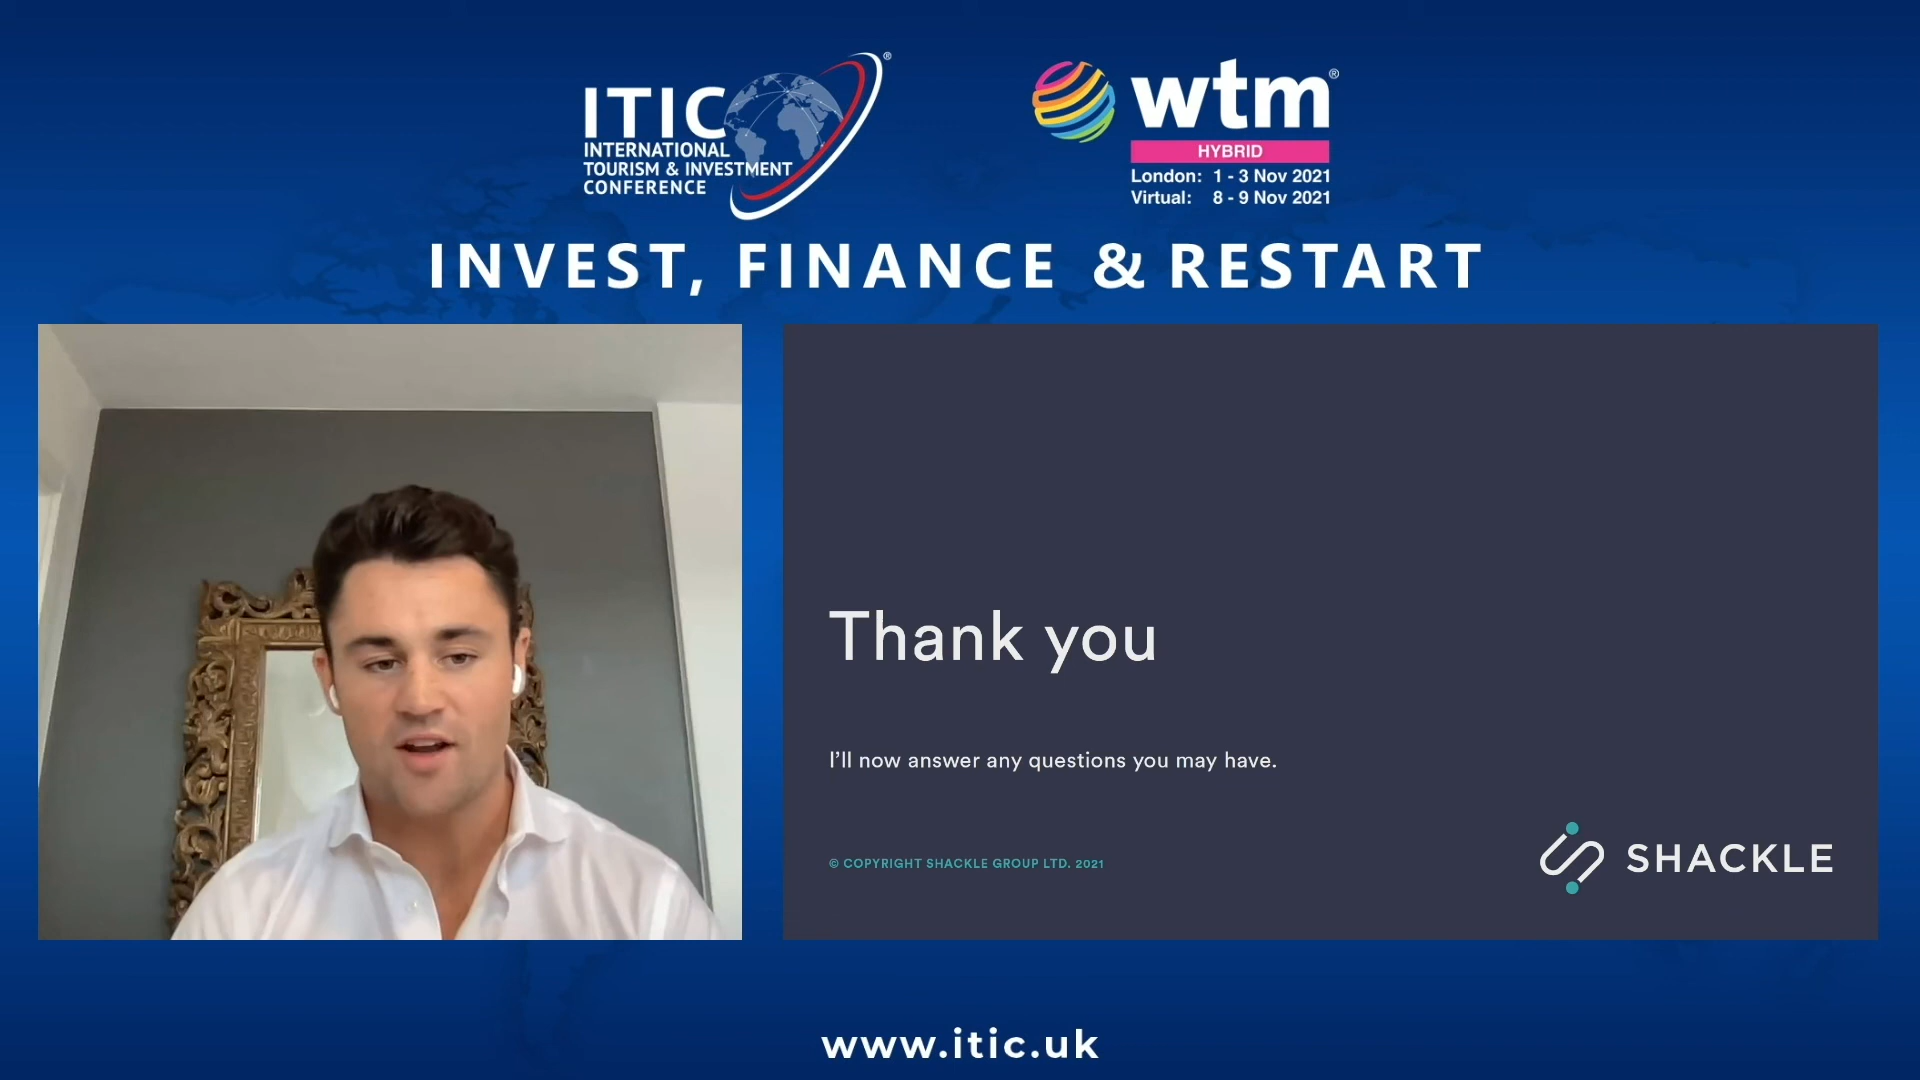 ITIC
INTERNATIONAL
TOURISM & INVESTMENT
CONFERENCE
®
wtm®
HYBRID
London: 1 - 3 Nov 2021
Virtual: 8 - 9 Nov 2021
INVEST, FINANCE & RESTART
Thank you
I'll now answer any questions you may have.
© COPYRIGHT SHACKLE GROUP LTD. 2021
SHACKLE
www.itic.uk